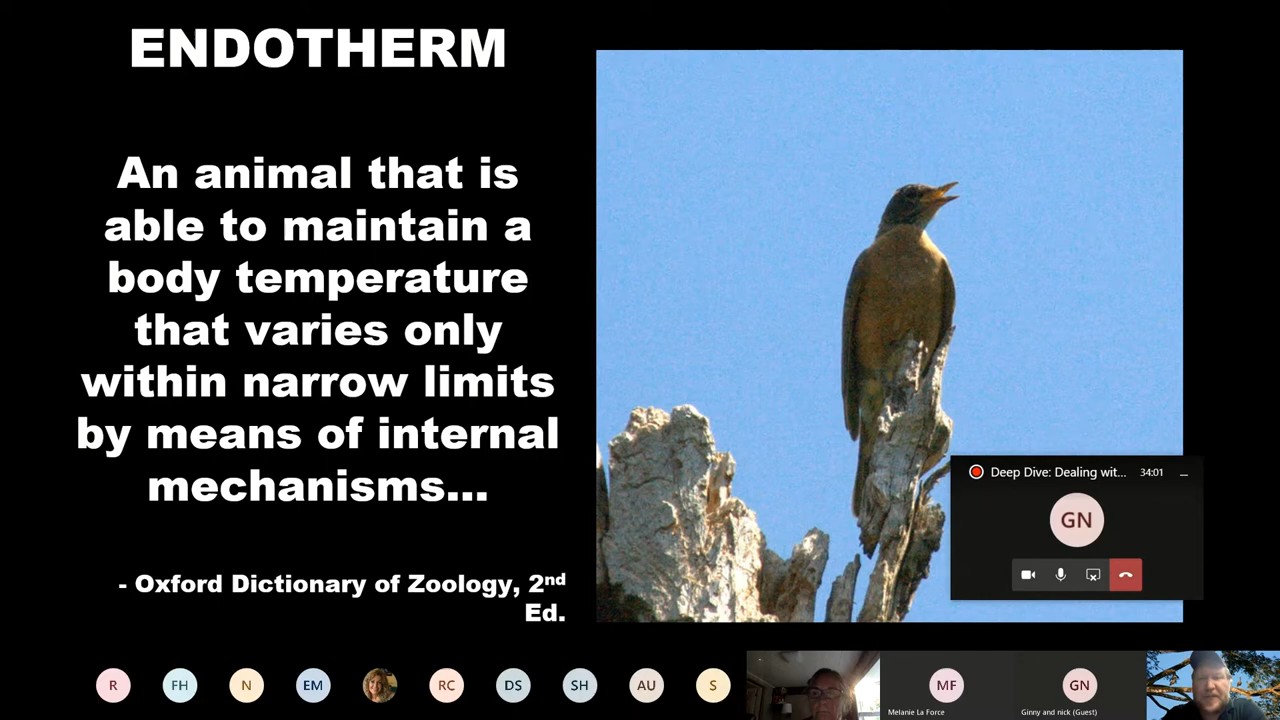 ENDOTHERM
An animal that is
able to maintain a
body temperature
that varies only
within narrow limits
by means of internal
mechanisms...
- Oxford Dictionary of Zoology, 2nd
Ed.
Deep Dive: Dealing wit... 34:01
GN
R FH N EM RC DS SH AU S MF GN
Melanie La Force Ginny and nick (Guest)